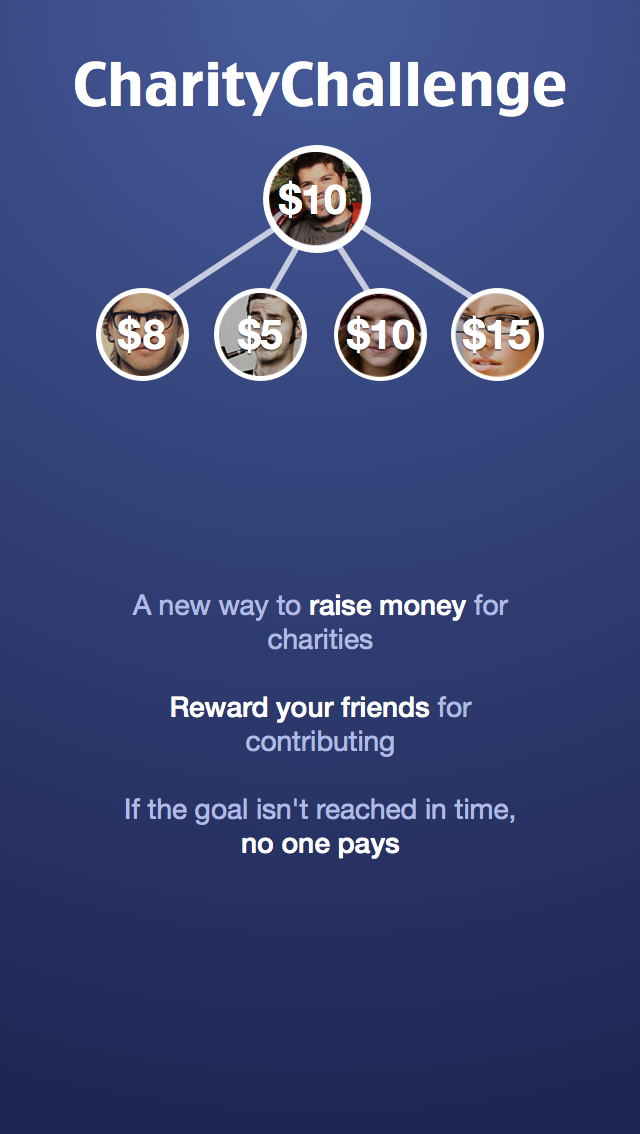 CharityChallenge
$10
$8 $5 $10 $15
A new way to raise money for
charities
Reward your friends for
contributing
If the goal isn't reached in time,
no one pays